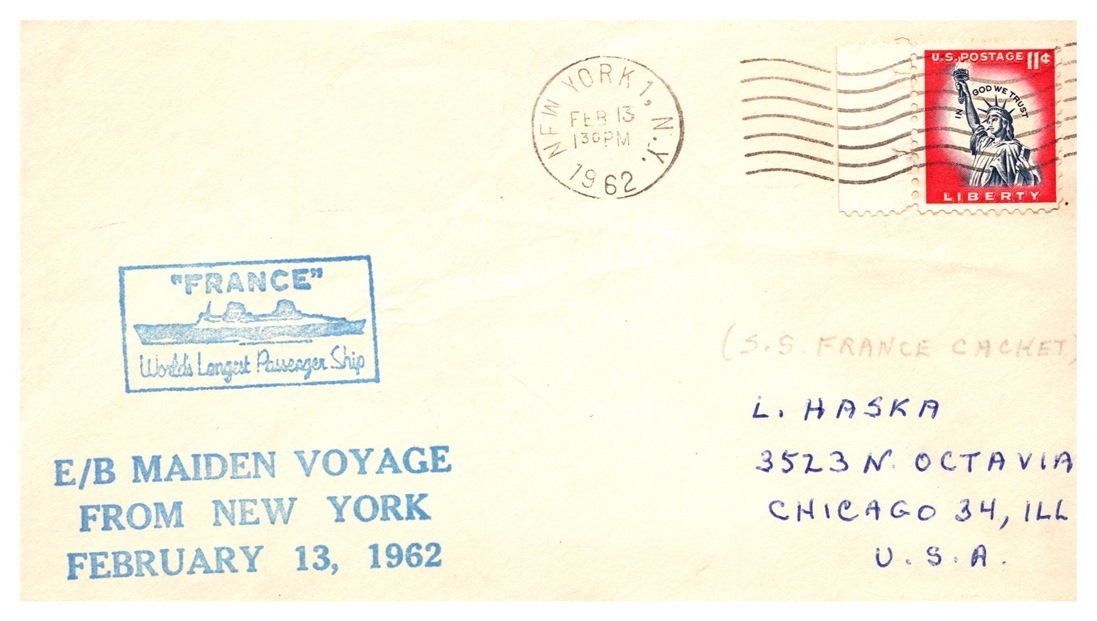 NEW YORK 1, N.Y.
FEB 13
1 30 PM
1962
U.S. POSTAGE 11¢
IN GOD WE TRUST
LIBERTY
"FRANCE"
Worlds Longest Passenger Ship
E/B MAIDEN VOYAGE
FROM NEW YORK
FEBRUARY 13, 1962
(S.S. FRANCE CACHET)
L. HASKA
3523 N. OCTAVIA
CHICAGO 34, ILL
U.S.A.